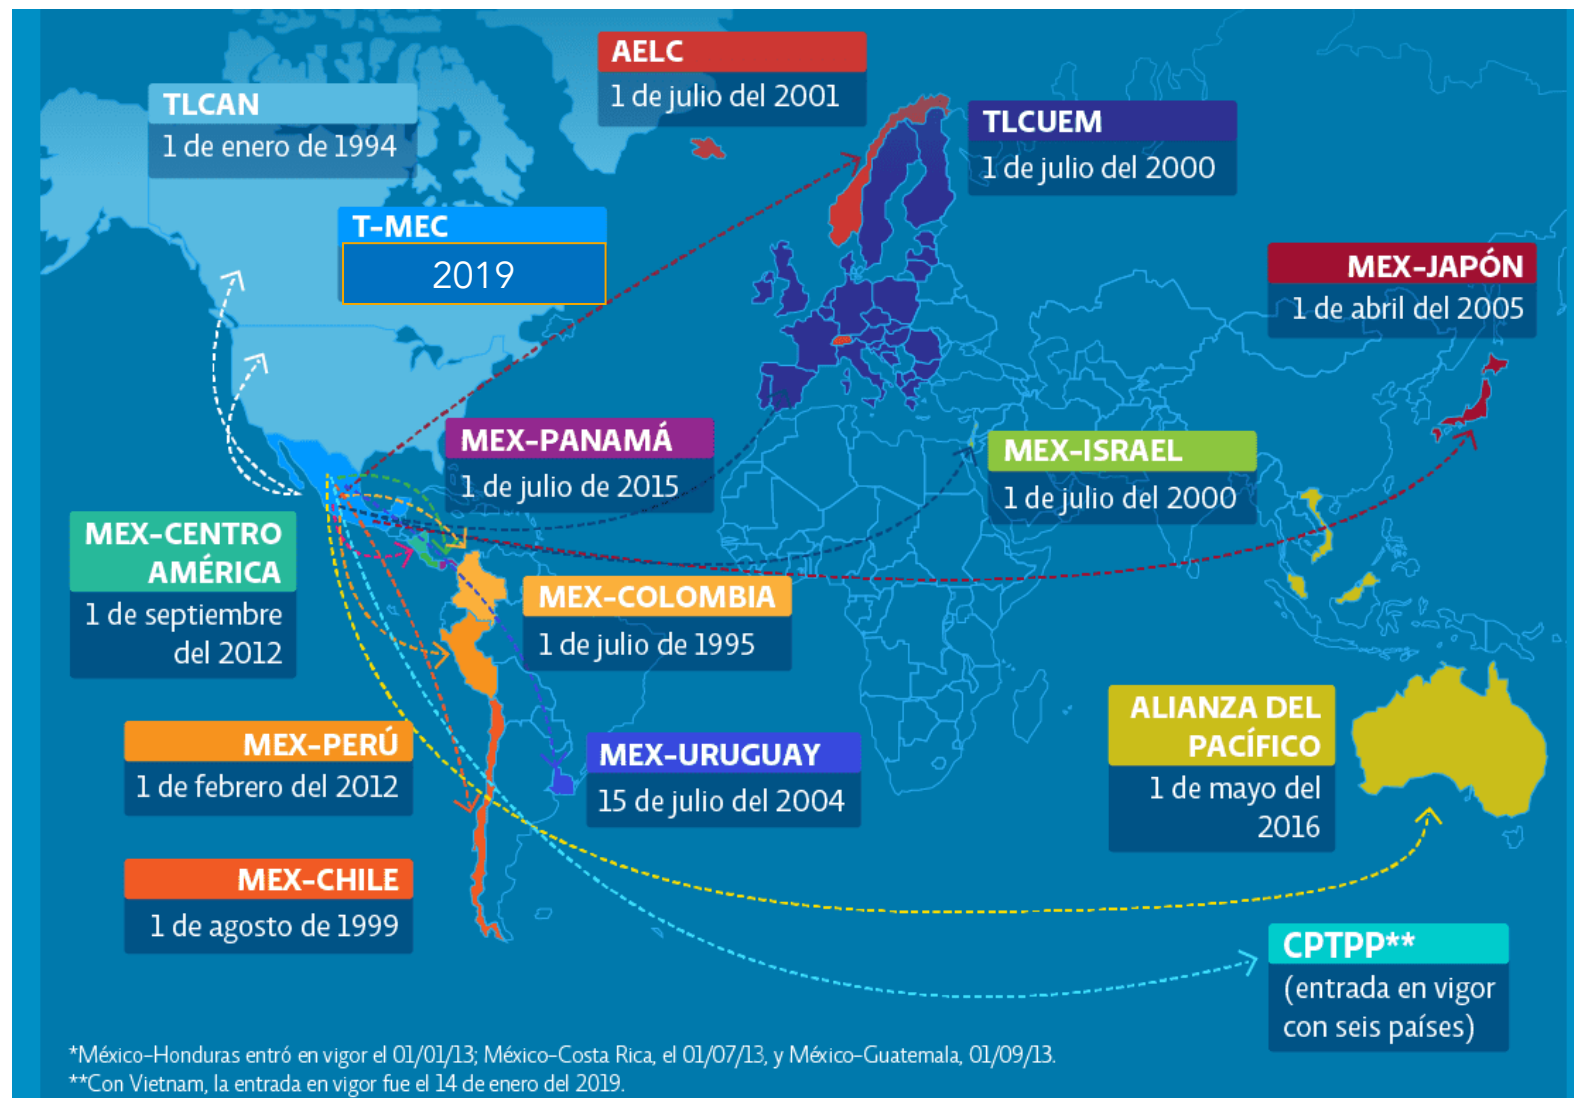 AELC
1 de julio del 2001
TLCAN
1 de enero de 1994
TLCUEM
1 de julio del 2000
T-MEC
2019
MEX-JAPÓN
1 de abril del 2005
MEX-PANAMÁ
1 de julio de 2015
MEX-ISRAEL
1 de julio del 2000
MEX-CENTRO
AMÉRICA
1 de septiembre
del 2012
MEX-COLOMBIA
1 de julio de 1995
ALIANZA DEL
PACÍFICO
1 de mayo del
2016
MEX-PERÚ
1 de febrero del 2012
MEX-URUGUAY
15 de julio del 2004
MEX-CHILE
1 de agosto de 1999
CPTPP**
(entrada en vigor
con seis países)
*México-Honduras entró en vigor el 01/01/13; México-Costa Rica, el 01/07/13, y México-Guatemala, 01/09/13.
**Con Vietnam, la entrada en vigor fue el 14 de enero del 2019.